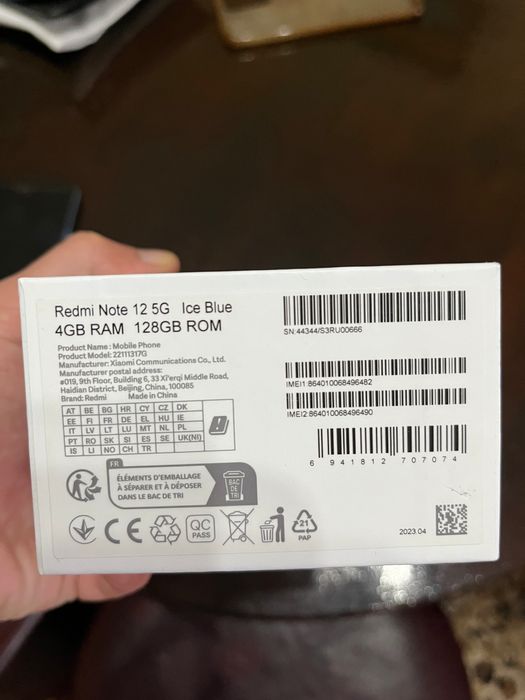 Redmi Note 12 5G Ice Blue
4GB RAM 128GB ROM
Product Name : Mobile Phone
Product Model: 22111317G
Manufacturer: Xiaomi Communications Co., Ltd.
Manufacturer postal address:
#019, 9th Floor, Building 6, 33 Xi'erqi Middle Road,
Haidian District, Beijing, China, 100085
Brand: Redmi Made in China
AT BE BG HR CY CZ DK
EE FI FR DE EL HU IE
IT LV LT LU MT NL PL
PT RO SK SI ES SE UK(NI)
IS LI NO CH TR
FR
ÉLÉMENTS D'EMBALLAGE
À SÉPARER ET À DÉPOSER
DANS LE BAC DE TRI
BAC
DE
TRI
CE
QC
PASS
21
PAP
SN:44344/S3RU00666
IMEI1:864010068496482
IMEI2:864010068496490
6 941812 707074
2023.04